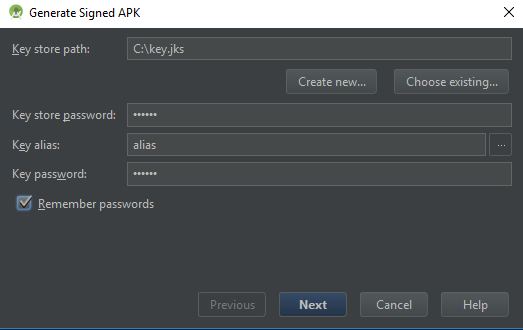 Generate Signed APK
Key store path: C:\key.jks
Create new... Choose existing...
Key store password: ••••••
Key alias: alias ...
Key password: ••••••
Remember passwords
Previous Next Cancel Help